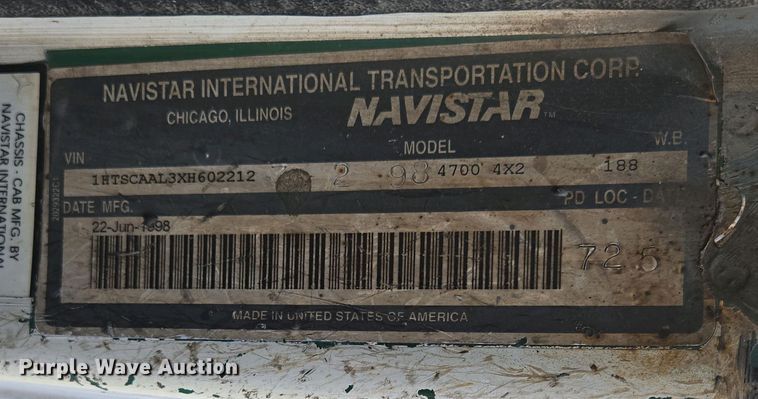 NAVISTAR INTERNATIONAL TRANSPORTATION CORP.
CHICAGO, ILLINOIS NAVISTAR
VIN MODEL W.B.
1HTSCAAL3XH602212 2 98 4700 4X2 188
DATE MFG. PD LOC - DA
22-Jun-1998
72 6
MADE IN UNITED STATES OF AMERICA
CHASSIS - CAB MFG. BY
NAVISTAR INTERNATIONAL
Purple Wave Auction